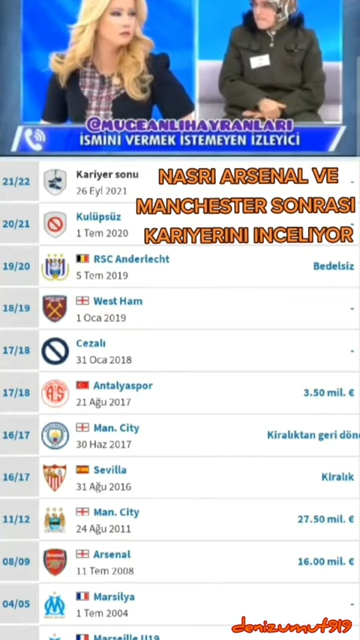 @MUGEANLIHAYRANLARI
İSMİNİ VERMEK İSTEMEYEN İZLEYİCİ
NASRI ARSENAL VE
MANCHESTER SONRASI
KARIYERINI INCELIYOR
21/22 Kariyer sonu -
26 Eyl 2021
20/21 Kulüpsüz -
1 Tem 2020
19/20 RSC Anderlecht Bedelsiz
5 Tem 2019
18/19 West Ham -
1 Oca 2019
17/18 Cezalı -
31 Oca 2018
17/18 Antalyaspor 3.50 mil. €
21 Ağu 2017
16/17 Man. City Kiralıktan geri dön
30 Haz 2017
16/17 Sevilla Kiralık
31 Ağu 2016
11/12 Man. City 27.50 mil. €
24 Ağu 2011
08/09 Arsenal 16.00 mil. €
11 Tem 2008
04/05 Marsilya -
1 Tem 2004
Marseille U19
denizumut919